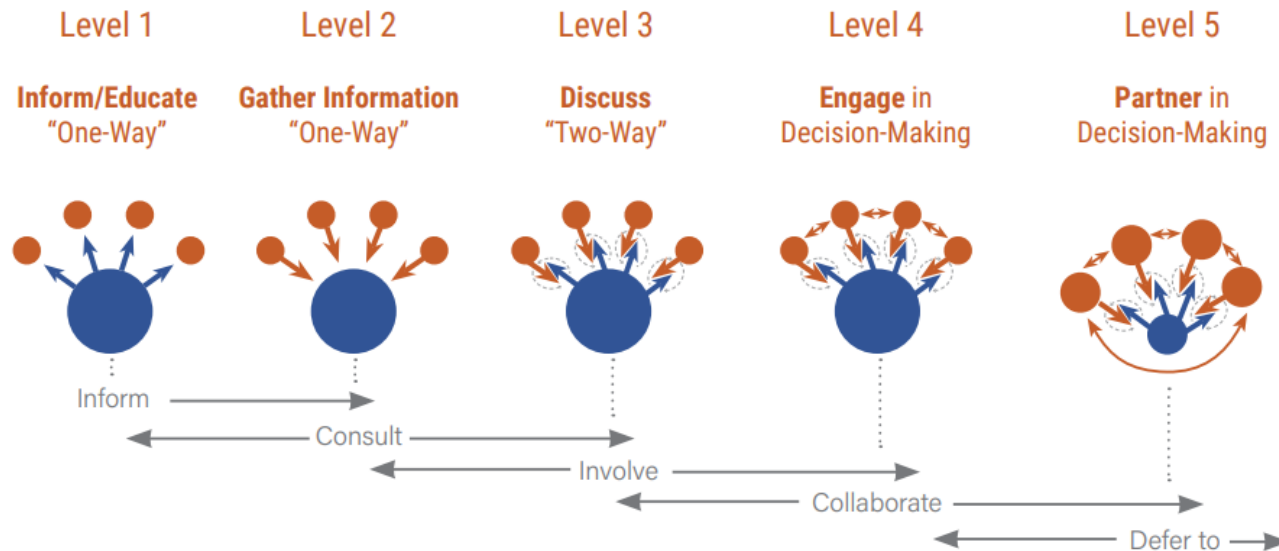 Level 1
Level 2
Level 3
Level 4
Level 5
Inform/Educate
"One-Way"
Gather Information
"One-Way"
Discuss
"Two-Way"
Engage in
Decision-Making
Partner in
Decision-Making
Inform
Consult
Involve
Collaborate
Defer to